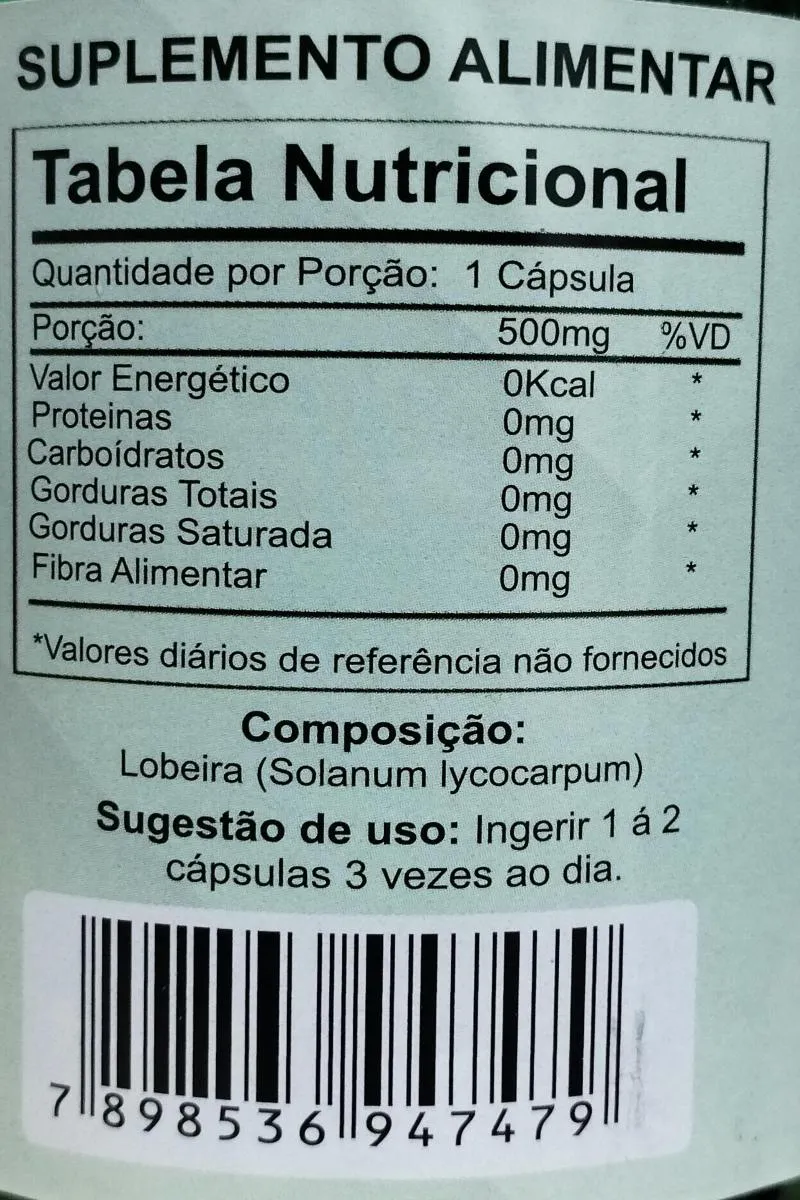 SUPLEMENTO ALIMENTAR
Tabela Nutricional
Quantidade por Porção: 1 Cápsula
Porção: 500mg %VD
Valor Energético 0Kcal *
Proteinas 0mg *
Carboídratos 0mg *
Gorduras Totais 0mg *
Gorduras Saturada 0mg *
Fibra Alimentar 0mg *
*Valores diários de referência não fornecidos
Composição:
Lobeira (Solanum lycocarpum)
Sugestão de uso: Ingerir 1 á 2
cápsulas 3 vezes ao dia.
7 898536 947479